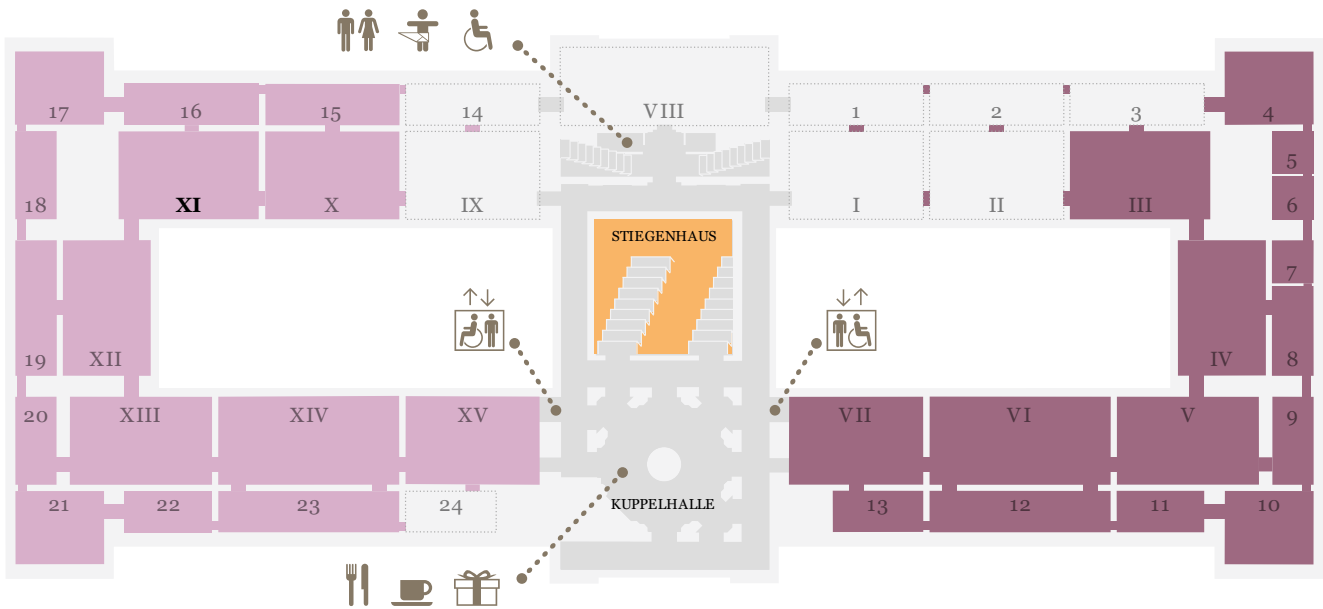 17
16
15
14
VIII
1
2
3
4
18
XI
X
IX
I
II
III
5
6
STIEGENHAUS
7
19
XII
IV
8
20
XIII
XIV
XV
VII
VI
V
9
21
22
23
24
KUPPELHALLE
13
12
11
10